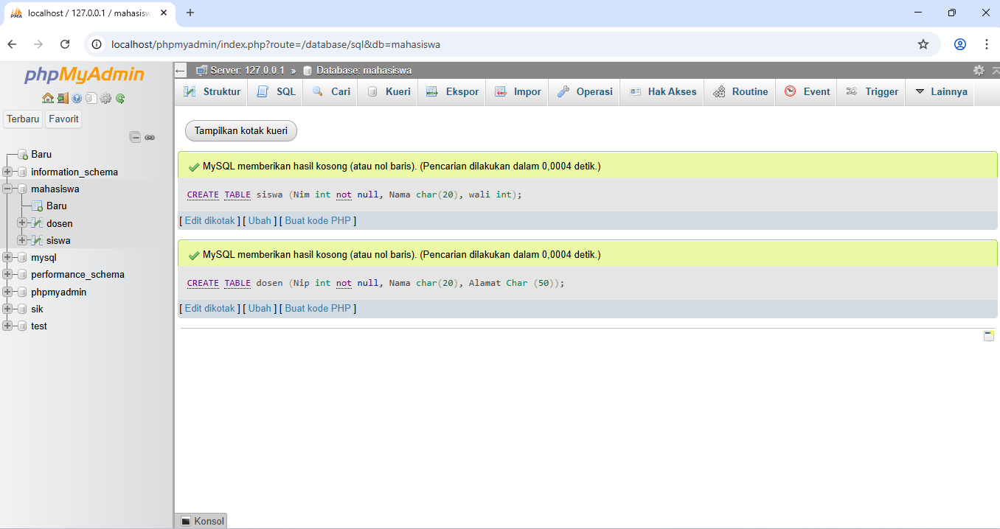 localhost / 127.0.0.1 / mahasisw
localhost/phpmyadmin/index.php?route=/database/sql&db=mahasiswa
phpMyAdmin
Terbaru Favorit
Baru
information_schema
mahasiswa
Baru
dosen
siswa
mysql
performance_schema
phpmyadmin
sik
test
Server: 127.0.0.1 » Database: mahasiswa
Struktur SQL Cari Kueri Ekspor Impor Operasi Hak Akses Routine Event Trigger Lainnya
Tampilkan kotak kueri
MySQL memberikan hasil kosong (atau nol baris). (Pencarian dilakukan dalam 0,0004 detik.)
CREATE TABLE siswa (Nim int not null, Nama char(20), wali int);
[ Edit dikotak ] [ Ubah ] [ Buat kode PHP ]
MySQL memberikan hasil kosong (atau nol baris). (Pencarian dilakukan dalam 0,0004 detik.)
CREATE TABLE dosen (Nip int not null, Nama char(20), Alamat Char (50));
[ Edit dikotak ] [ Ubah ] [ Buat kode PHP ]
Konsol